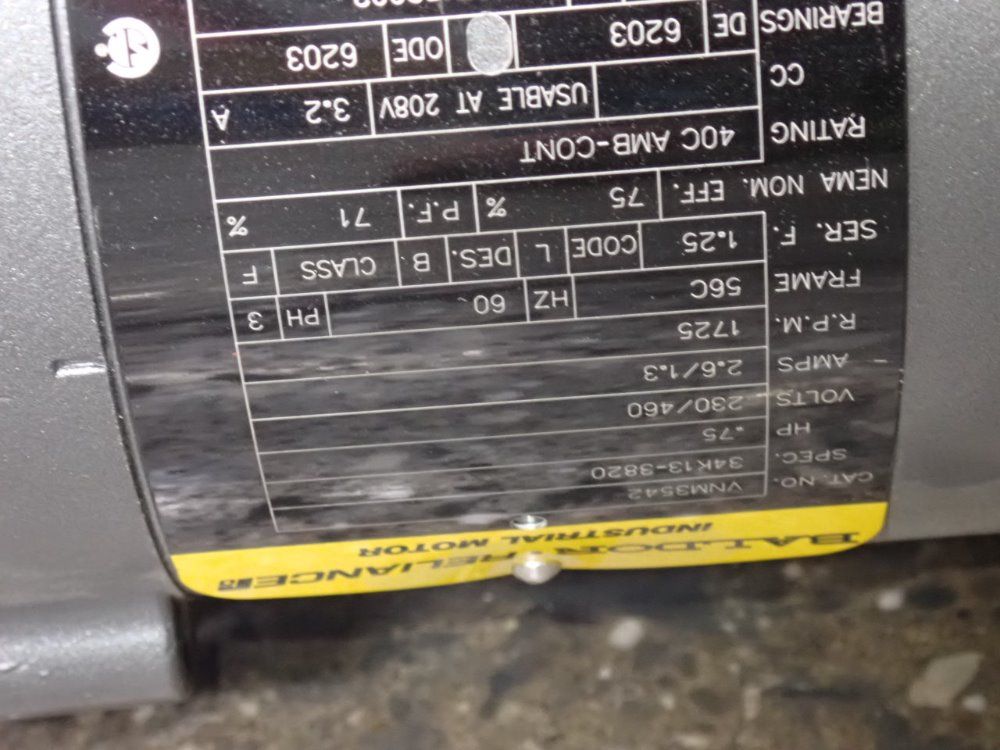 BALDOR·RELIANCE
INDUSTRIAL MOTOR
CAT.NO. VNM3542
SPEC. 34K13-3820
HP .75
VOLTS 230/460
AMPS 2.6/1.3
R.P.M. 1725
FRAME 56C HZ 60 PH 3
SER. F. 1.25 CODE L DES. B CLASS F
NEMA NOM. EFF. 75 % P.F. 71 %
RATING 40C AMB-CONT
CC USABLE AT 208V 3.2 A
BEARINGS DE 6203 ODE 6203